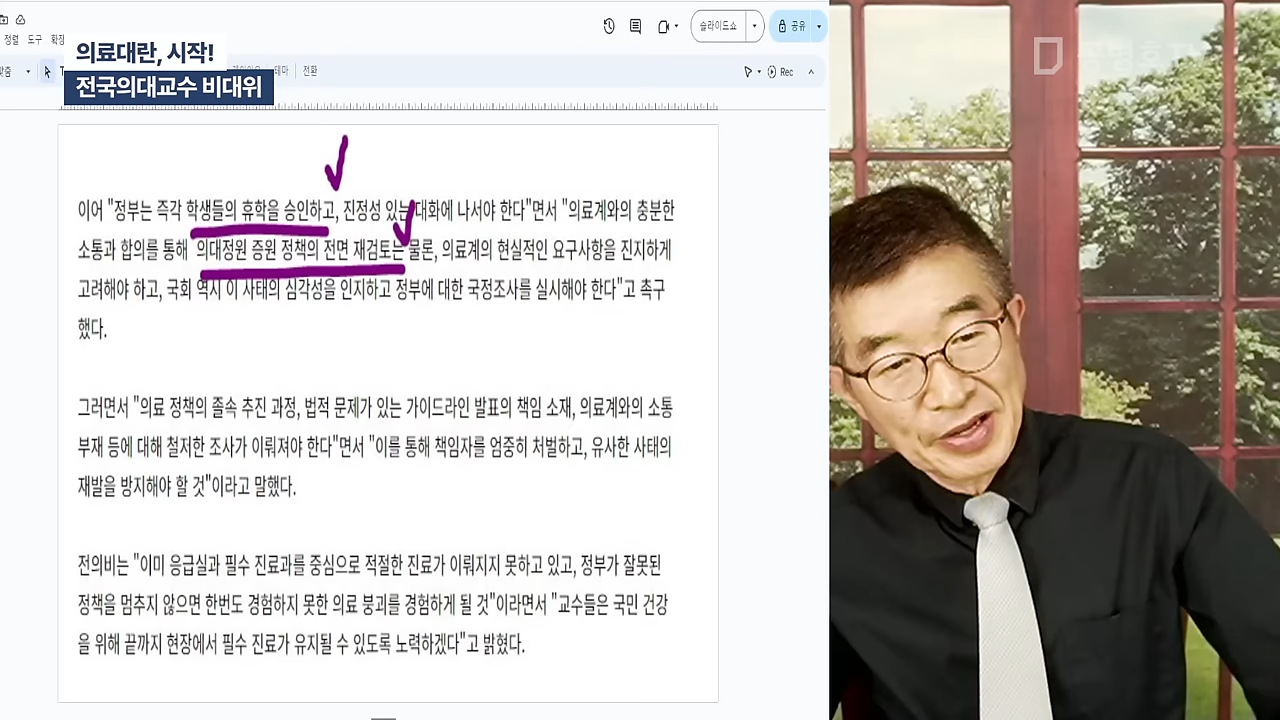 정렬 도구 확장
슬라이드쇼
공유
의료대란, 시작!
테마 전환
Rec
전국의대교수 비대위
이어 "정부는 즉각 학생들의 휴학을 승인하고, 진정성 있는 대화에 나서야 한다"면서 "의료계와의 충분한
소통과 합의를 통해 의대정원 증원 정책의 전면 재검토는 물론, 의료계의 현실적인 요구사항을 진지하게
고려해야 하고, 국회 역시 이 사태의 심각성을 인지하고 정부에 대한 국정조사를 실시해야 한다"고 촉구
했다.
그러면서 "의료 정책의 졸속 추진 과정, 법적 문제가 있는 가이드라인 발표의 책임 소재, 의료계와의 소통
부재 등에 대해 철저한 조사가 이뤄져야 한다"면서 "이를 통해 책임자를 엄중히 처벌하고, 유사한 사태의
재발을 방지해야 할 것"이라고 말했다.
전의비는 "이미 응급실과 필수 진료과를 중심으로 적절한 진료가 이뤄지지 못하고 있고, 정부가 잘못된
정책을 멈추지 않으면 한번도 경험하지 못한 의료 붕괴를 경험하게 될 것"이라면서 "교수들은 국민 건강
을 위해 끝까지 현장에서 필수 진료가 유지될 수 있도록 노력하겠다"고 밝혔다.